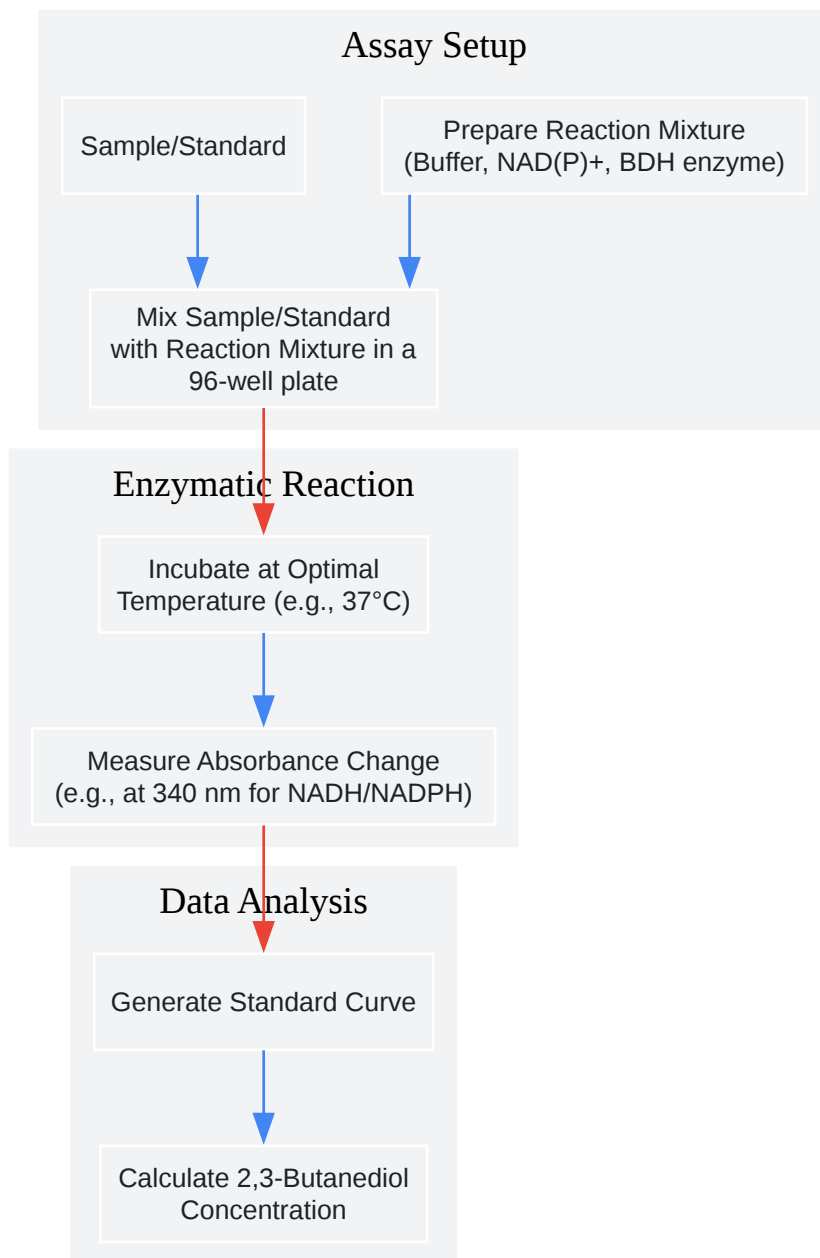 Assay Setup
Sample/Standard
Prepare Reaction Mixture
(Buffer, NAD(P)+, BDH enzyme)
Mix Sample/Standard
with Reaction Mixture in a
96-well plate
Enzymatic Reaction
Incubate at Optimal
Temperature (e.g., 37°C)
Measure Absorbance Change
(e.g., at 340 nm for NADH/NADPH)
Data Analysis
Generate Standard Curve
Calculate 2,3-Butanediol
Concentration